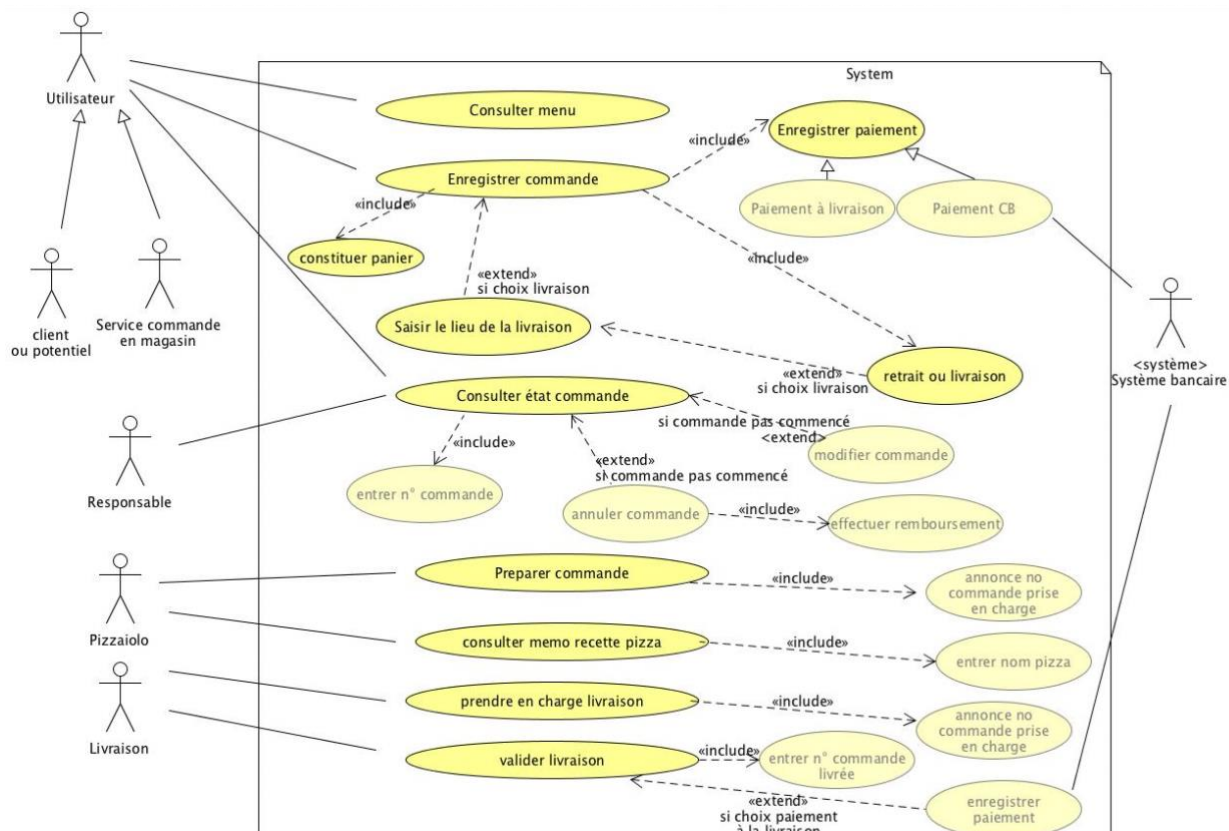 System
Utilisateur
Consulter menu
Enregistrer paiement
«include»
Enregistrer commande
«include»
Paiement à livraison
Paiement CB
constituer panier
«include»
«extend»
si choix livraison
client
ou potentiel
Service commande
en magasin
Saisir le lieu de la livraison
«extend»
si choix livraison
retrait ou livraison
<système>
Système bancaire
Consulter état commande
si commande pas commencé
<extend>
modifier commande
«include»
«extend»
si commande pas commencé
Responsable
entrer n° commande
annuler commande
«include»
effectuer remboursement
Preparer commande
«include»
annonce no
commande prise
en charge
Pizzaiolo
consulter memo recette pizza
«include»
entrer nom pizza
prendre en charge livraison
«include»
annonce no
commande prise
en charge
Livraison
valider livraison
«include»
entrer n° commande
livrée
«extend»
si choix paiement
à la livraison
enregistrer
paiement